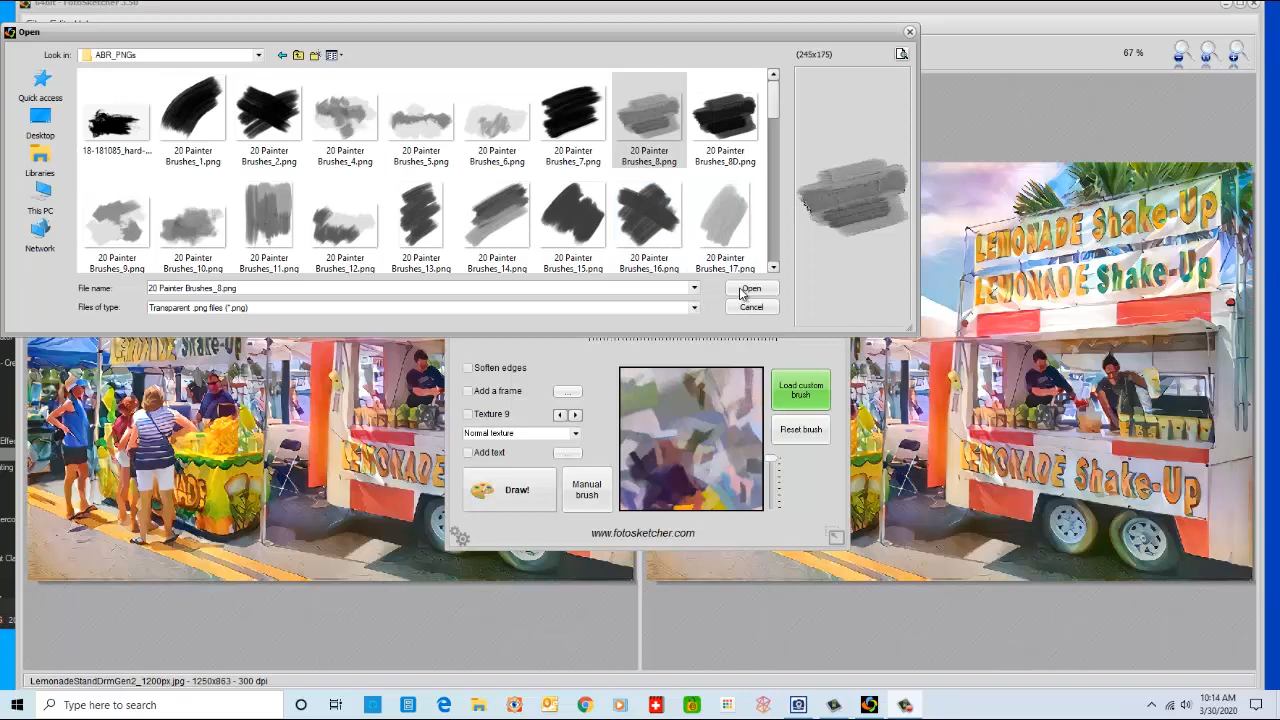 64bit - FotoSketcher 3.50
Open
Look in:
ABR_PNGs
(245x175)
67 %
Quick access
Desktop
Libraries
This PC
Network
18-181085_hard-...
20 Painter
Brushes_1.png
20 Painter
Brushes_2.png
20 Painter
Brushes_4.png
20 Painter
Brushes_5.png
20 Painter
Brushes_6.png
20 Painter
Brushes_7.png
20 Painter
Brushes_8.png
20 Painter
Brushes_8D.png
20 Painter
Brushes_9.png
20 Painter
Brushes_10.png
20 Painter
Brushes_11.png
20 Painter
Brushes_12.png
20 Painter
Brushes_13.png
20 Painter
Brushes_14.png
20 Painter
Brushes_15.png
20 Painter
Brushes_16.png
20 Painter
Brushes_17.png
File name:
20 Painter Brushes_8.png
Open
Files of type:
Transparent .png files (*.png)
Cancel
LEMONADE Shake-Up
LEMONADE Shake-Up
Shake-Up
LEMONADE Shake-Up
Soften edges
Add a frame
...
Texture 9
Normal texture
Add text
Draw!
Manual
brush
Load custom
brush
Reset brush
www.fotosketcher.com
LemonadeStandDrmGen2_1200px.jpg - 1250x863 - 300 dpi
Type here to search
10:14 AM
3/30/2020